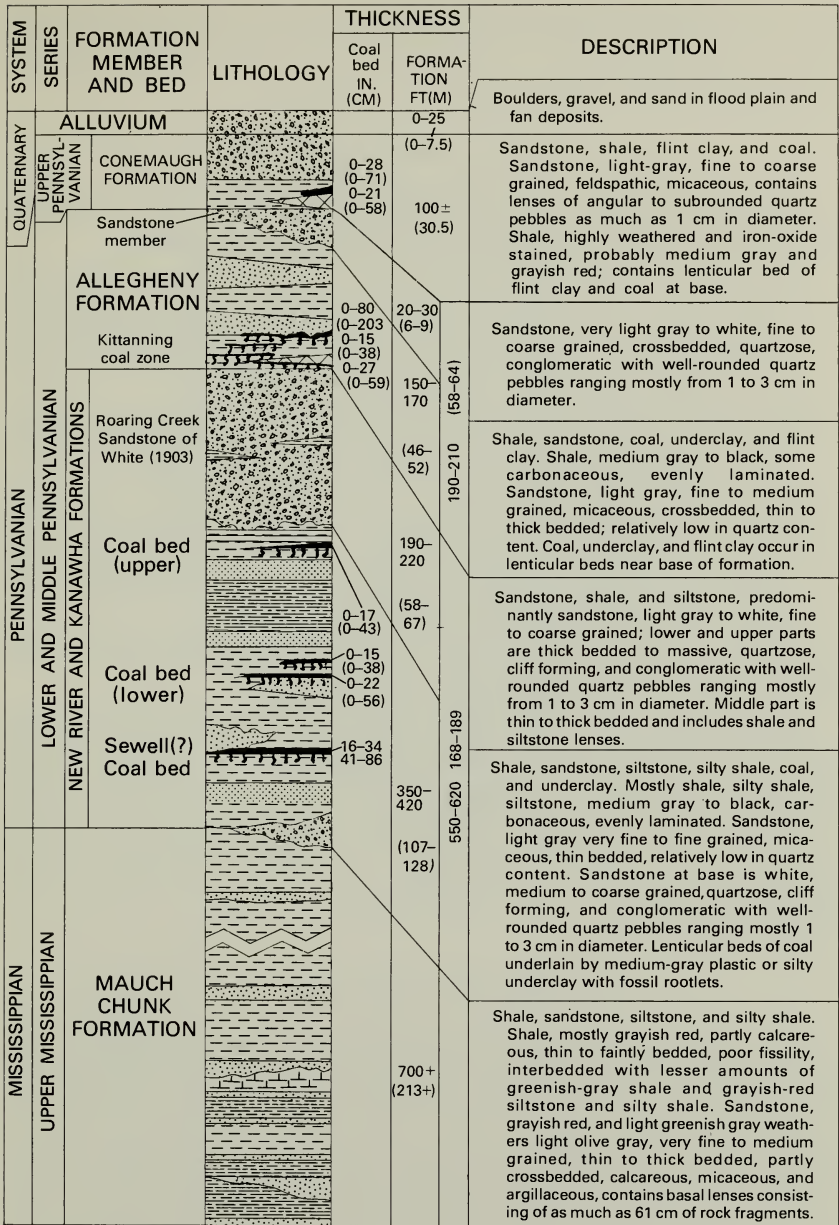 SYSTEM
SERIES
FORMATION
MEMBER
AND BED
LITHOLOGY
THICKNESS
Coal
bed
IN.
(CM)
FORMA-
TION
FT(M)
DESCRIPTION
QUATERNARY
ALLUVIUM
0–25
(0–7.5)
Boulders, gravel, and sand in flood plain and
fan deposits.
UPPER
PENNSYL-
VANIAN
CONEMAUGH
FORMATION
0–28
(0–71)
0–21
(0–58)
100±
(30.5)
Sandstone, shale, flint clay, and coal.
Sandstone, light-gray, fine to coarse
grained, feldspathic, micaceous, contains
lenses of angular to subrounded quartz
pebbles as much as 1 cm in diameter.
Shale, highly weathered and iron-oxide
stained, probably medium gray and
grayish red; contains lenticular bed of
flint clay and coal at base.
PENNSYLVANIAN
LOWER AND MIDDLE PENNSYLVANIAN
Sandstone
member
ALLEGHENY
FORMATION
Kittanning
coal zone
0–80
(0–203
0–15
(0–38)
0–27
(0–59)
20–30
(6–9)
150–
170
(46–
52)
190–210 (58–64)
Sandstone, very light gray to white, fine to
coarse grained, crossbedded, quartzose,
conglomeratic with well-rounded quartz
pebbles ranging mostly from 1 to 3 cm in
diameter.
Shale, sandstone, coal, underclay, and flint
clay. Shale, medium gray to black, some
carbonaceous, evenly laminated.
Sandstone, light gray, fine to medium
grained, micaceous, crossbedded, thin to
thick bedded; relatively low in quartz con-
tent. Coal, underclay, and flint clay occur in
lenticular beds near base of formation.
NEW RIVER AND KANAWHA FORMATIONS
Roaring Creek
Sandstone of
White (1903)
Coal bed
(upper)
Coal bed
(lower)
Sewell(?)
Coal bed
0–17
(0–43)
0–15
(0–38)
0–22
(0–56)
16–34
41–86
190–
220
(58–
67)
350–
420
(107–
128)
550–620 168–189
Sandstone, shale, and siltstone, predomi-
nantly sandstone, light gray to white, fine
to coarse grained; lower and upper parts
are thick bedded to massive, quartzose,
cliff forming, and conglomeratic with well-
rounded quartz pebbles ranging mostly
from 1 to 3 cm in diameter. Middle part is
thin to thick bedded and includes shale and
siltstone lenses.
Shale, sandstone, siltstone, silty shale, coal,
and underclay. Mostly shale, silty shale,
siltstone, medium gray to black, car-
bonaceous, evenly laminated. Sandstone,
light gray very fine to fine grained, mica-
ceous, thin bedded, relatively low in quartz
content. Sandstone at base is white,
medium to coarse grained, quartzose, cliff
forming, and conglomeratic with well-
rounded quartz pebbles ranging mostly 1
to 3 cm in diameter. Lenticular beds of coal
underlain by medium-gray plastic or silty
underclay with fossil rootlets.
MISSISSIPPIAN
UPPER MISSISSIPPIAN
MAUCH
CHUNK
FORMATION
700+
(213+)
Shale, sandstone, siltstone, and silty shale.
Shale, mostly grayish red, partly calcare-
ous, thin to faintly bedded, poor fissility,
interbedded with lesser amounts of
greenish-gray shale and grayish-red
siltstone and silty shale. Sandstone,
grayish red, and light greenish gray weath-
ers light olive gray, very fine to medium
grained, thin to thick bedded, partly
crossbedded, calcareous, micaceous, and
argillaceous, contains basal lenses consist-
ing of as much as 61 cm of rock fragments.